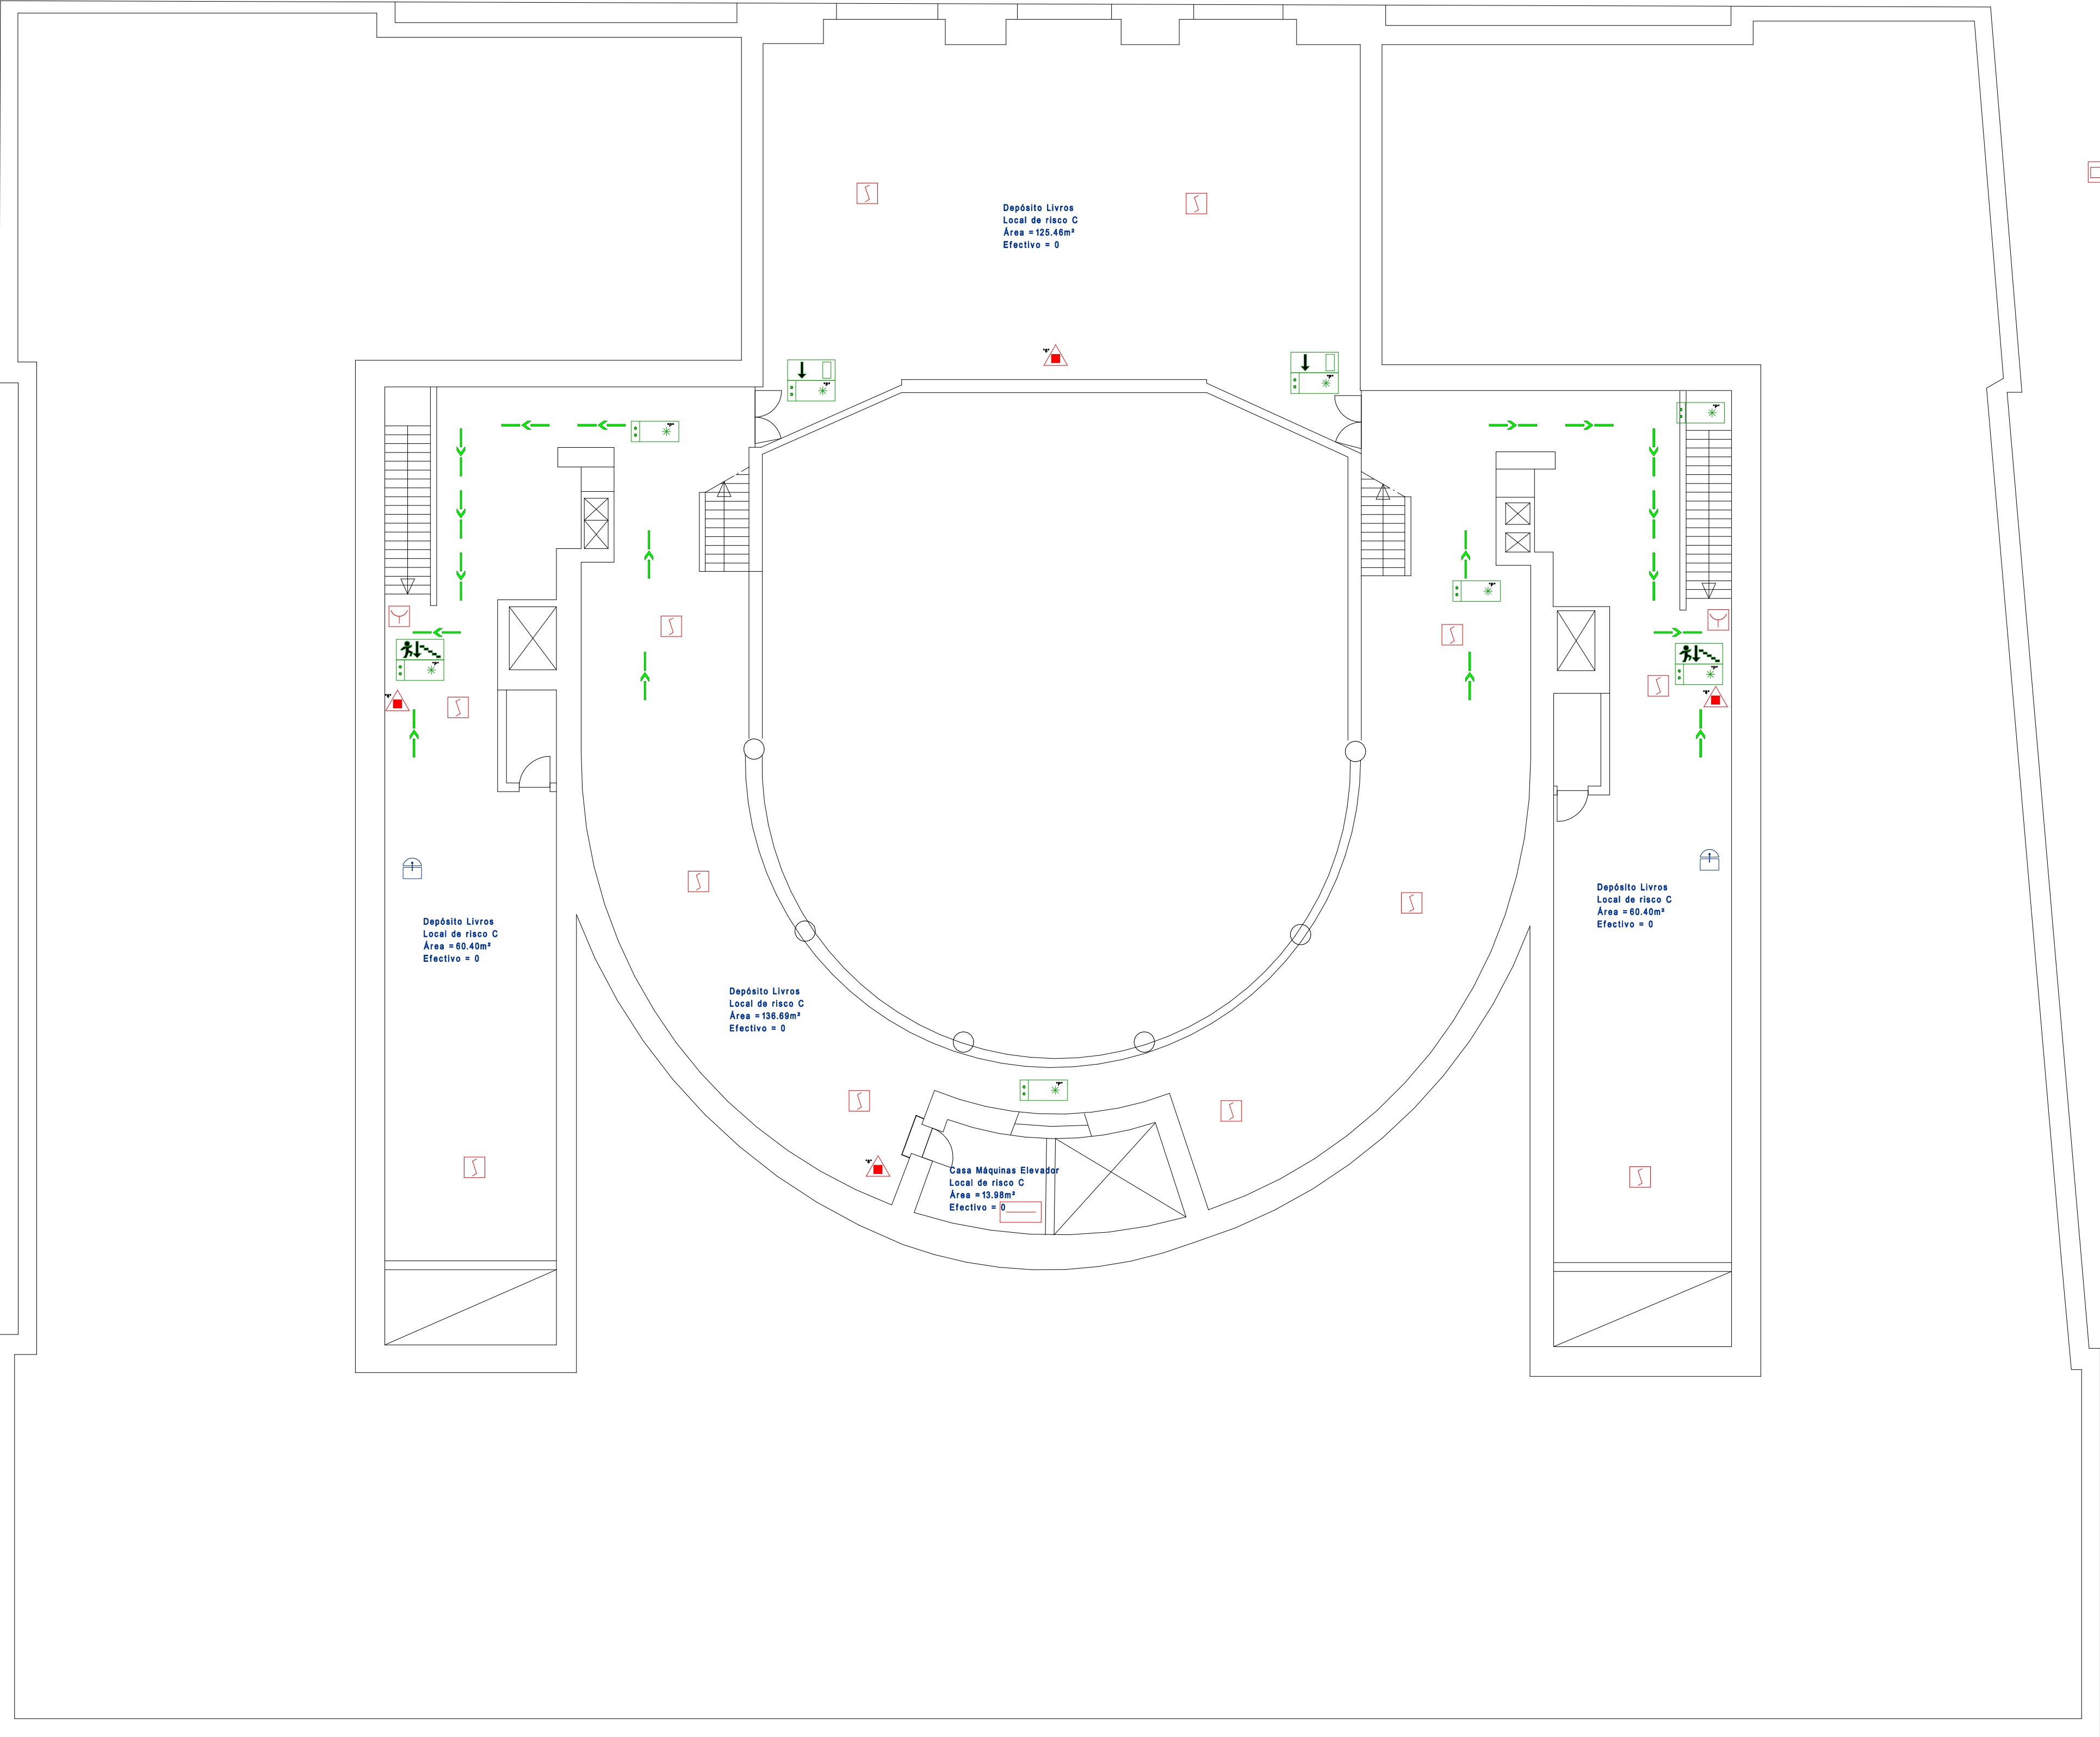 Depósito Livros
Local de risco C
Área = 125.46m²
Efectivo = 0
Depósito Livros
Local de risco C
Área = 60.40m²
Efectivo = 0
Depósito Livros
Local de risco C
Área = 60.40m²
Efectivo = 0
Depósito Livros
Local de risco C
Área = 136.69m²
Efectivo = 0
Casa Máquinas Elevador
Local de risco C
Área = 13.98m²
Efectivo = 0